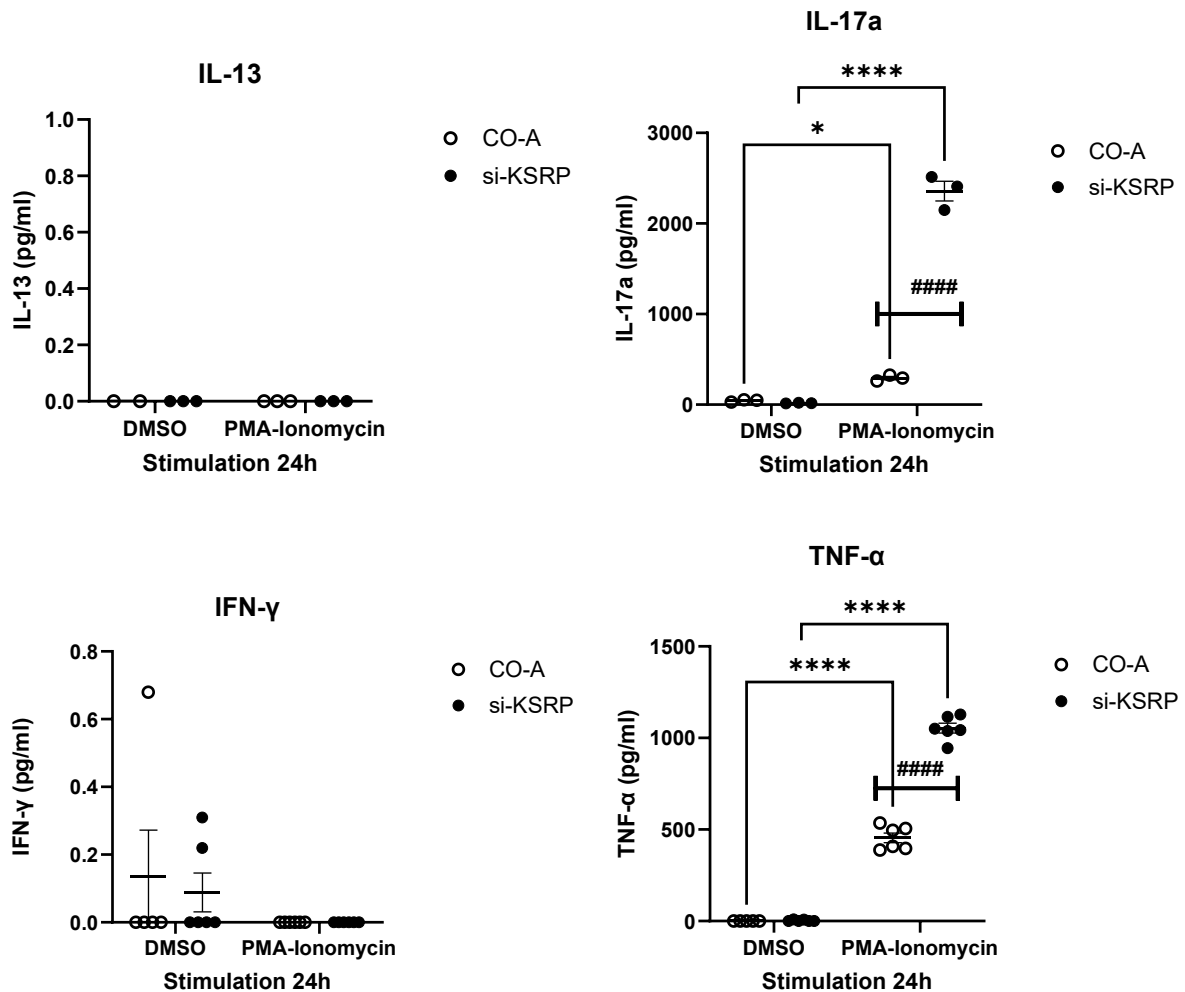 IL-13
IL-13 (pg/ml)
1.0
0.8
0.6
0.4
0.2
0.0
DMSO PMA-Ionomycin
Stimulation 24h
CO-A
si-KSRP
IL-17a
IL-17a (pg/ml)
3000
2000
1000
0
****
*
####
DMSO PMA-Ionomycin
Stimulation 24h
CO-A
si-KSRP
IFN-γ
IFN-γ (pg/ml)
0.8
0.6
0.4
0.2
0.0
DMSO PMA-Ionomycin
Stimulation 24h
CO-A
si-KSRP
TNF-α
TNF-α (pg/ml)
1500
1000
500
0
****
****
####
DMSO PMA-Ionomycin
Stimulation 24h
CO-A
si-KSRP